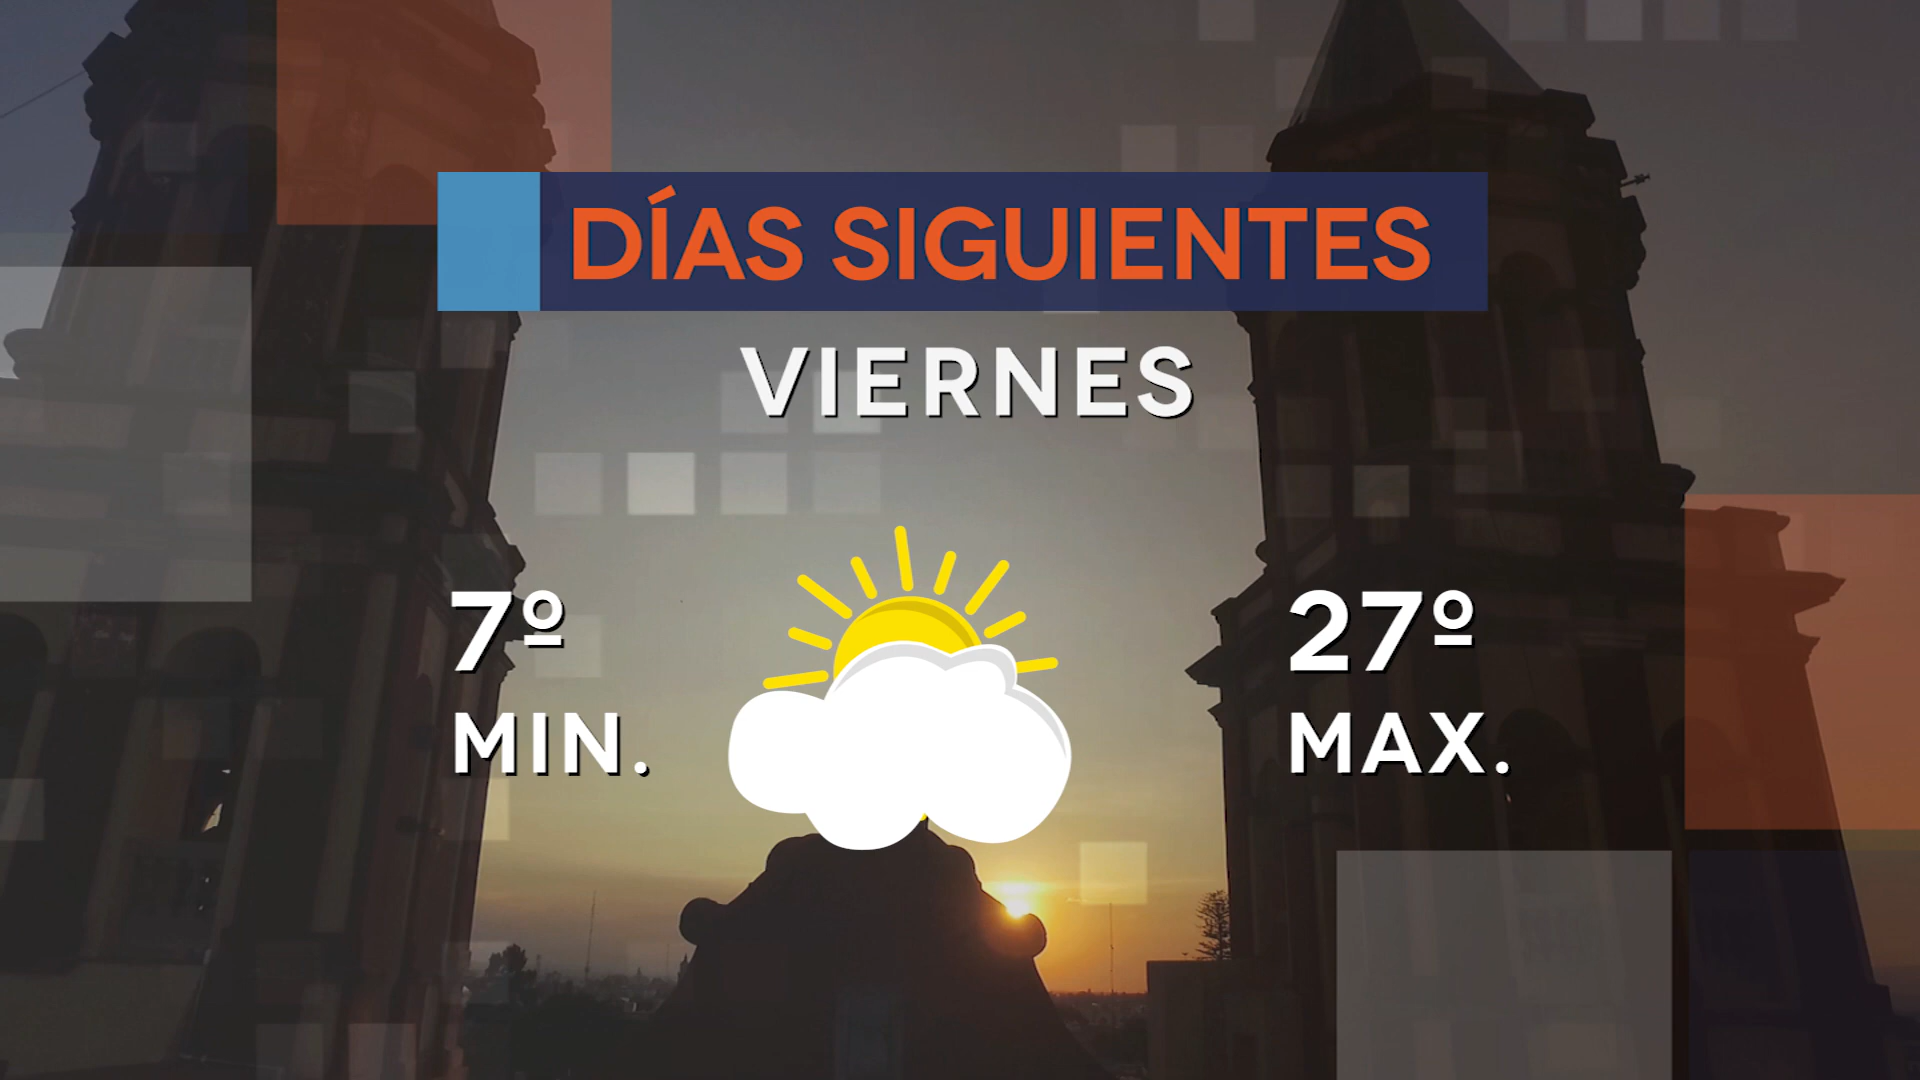 DÍAS SIGUIENTES
VIERNES
7º
27º
MIN.
MAX.